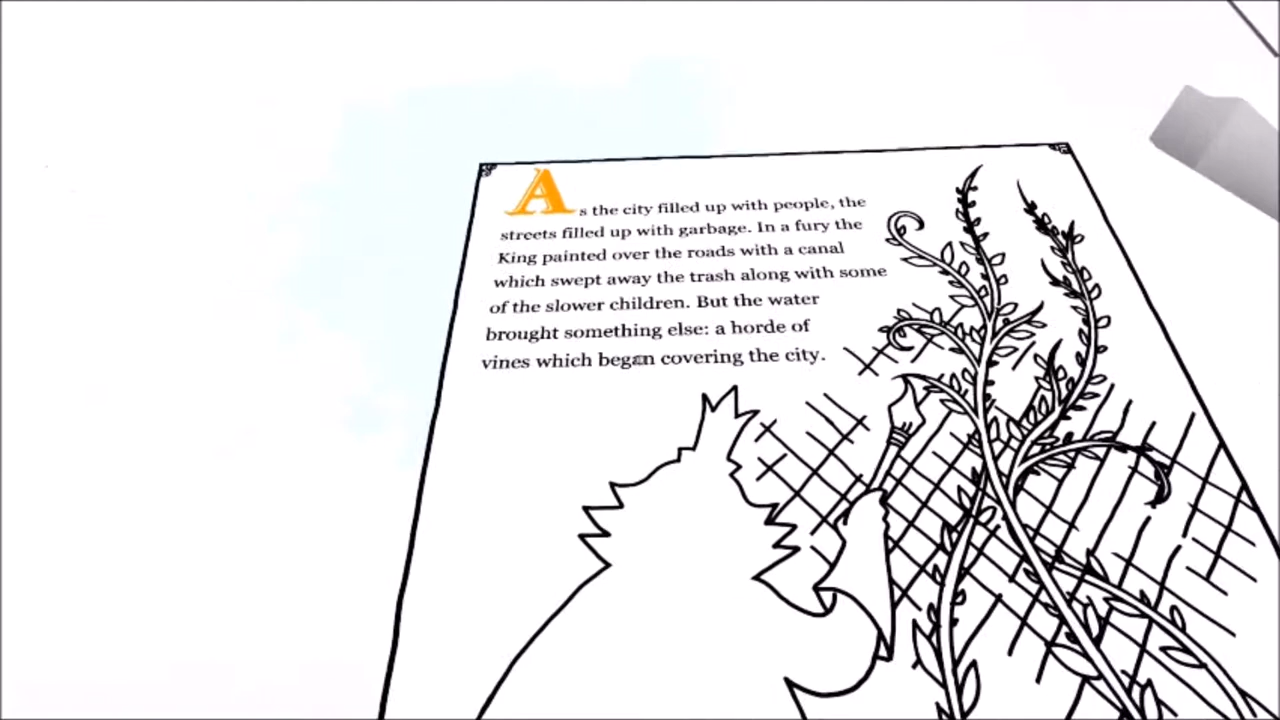 As the city filled up with people, the
streets filled up with garbage. In a fury the
King painted over the roads with a canal
which swept away the trash along with some
of the slower children. But the water
brought something else: a horde of
vines which began covering the city.